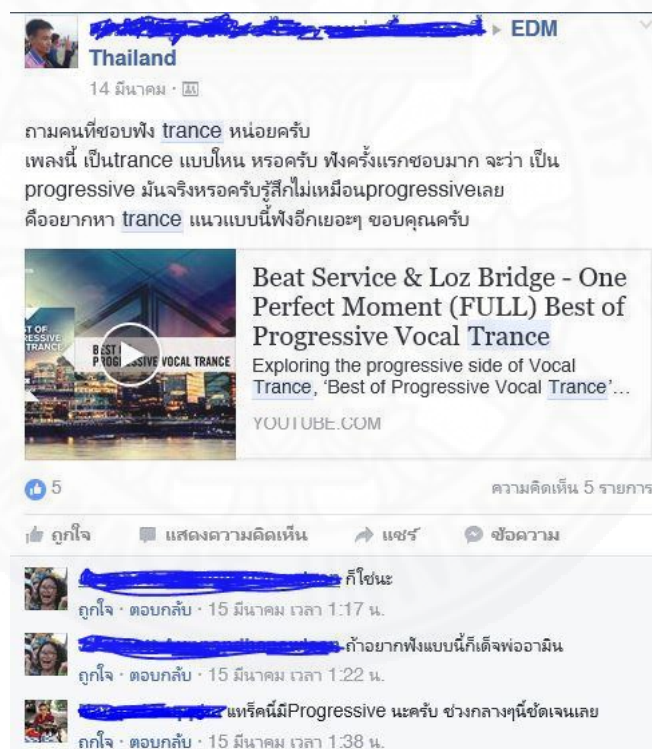 ▸ EDM
Thailand
14 มีนาคม ·
ถามคนที่ชอบฟัง trance หน่อยครับ
เพลงนี้ เป็นtrance แบบใหน หรอครับ ฟังครั้งแรกชอบมาก จะว่า เป็น
progressive มันจริงหรอครับรู้สึกไม่เหมือนprogressiveเลย
คืออยากหา trance แนวแบบนี้ฟังอีกเยอะๆ ขอบคุณครับ
BEST OF PROGRESSIVE VOCAL TRANCE
Beat Service & Loz Bridge - One
Perfect Moment (FULL) Best of
Progressive Vocal Trance
Exploring the progressive side of Vocal
Trance, ‘Best of Progressive Vocal Trance’...
YOUTUBE.COM
5
ความคิดเห็น 5 รายการ
ถูกใจ แสดงความคิดเห็น แชร์ ข้อความ
ก็ใช่นะ
ถูกใจ · ตอบกลับ · 15 มีนาคม เวลา 1:17 น.
ถ้าอยากฟังแบบนี้ก็เด็จพ่ออามิน
ถูกใจ · ตอบกลับ · 15 มีนาคม เวลา 1:22 น.
แทร็คนี้มีProgressive นะครับ ช่วงกลางๆนี้ชัดเจนเลย
ถูกใจ · ตอบกลับ · 15 มีนาคม เวลา 1:38 น.